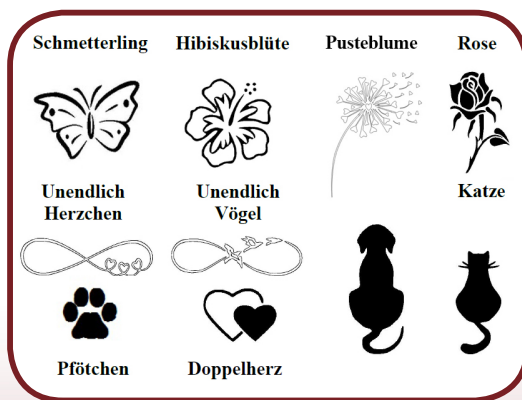 Schmetterling
Hibiskusblüte
Pusteblume
Rose
Unendlich
Herzchen
Unendlich
Vögel
Katze
Pfötchen
Doppelherz